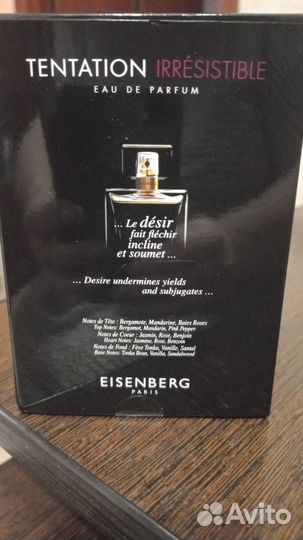 TENTATION IRRÉSISTIBLE
EAU DE PARFUM
... Le désir
fait fléchir
incline
et soumet ...
... Desire undermines yields
and subjugates ...
Notes de Tête : Bergamote, Mandarine, Baies Roses
Top Notes: Bergamot, Mandarin, Pink Pepper
Notes de Coeur : Jasmin, Rose, Benjoin
Heart Notes: Jasmine, Rose, Benzoin
Notes de Fond : Fève Tonka, Vanille, Santal
Base Notes: Tonka Bean, Vanilla, Sandalwood
EISENBERG
PARIS
Avito